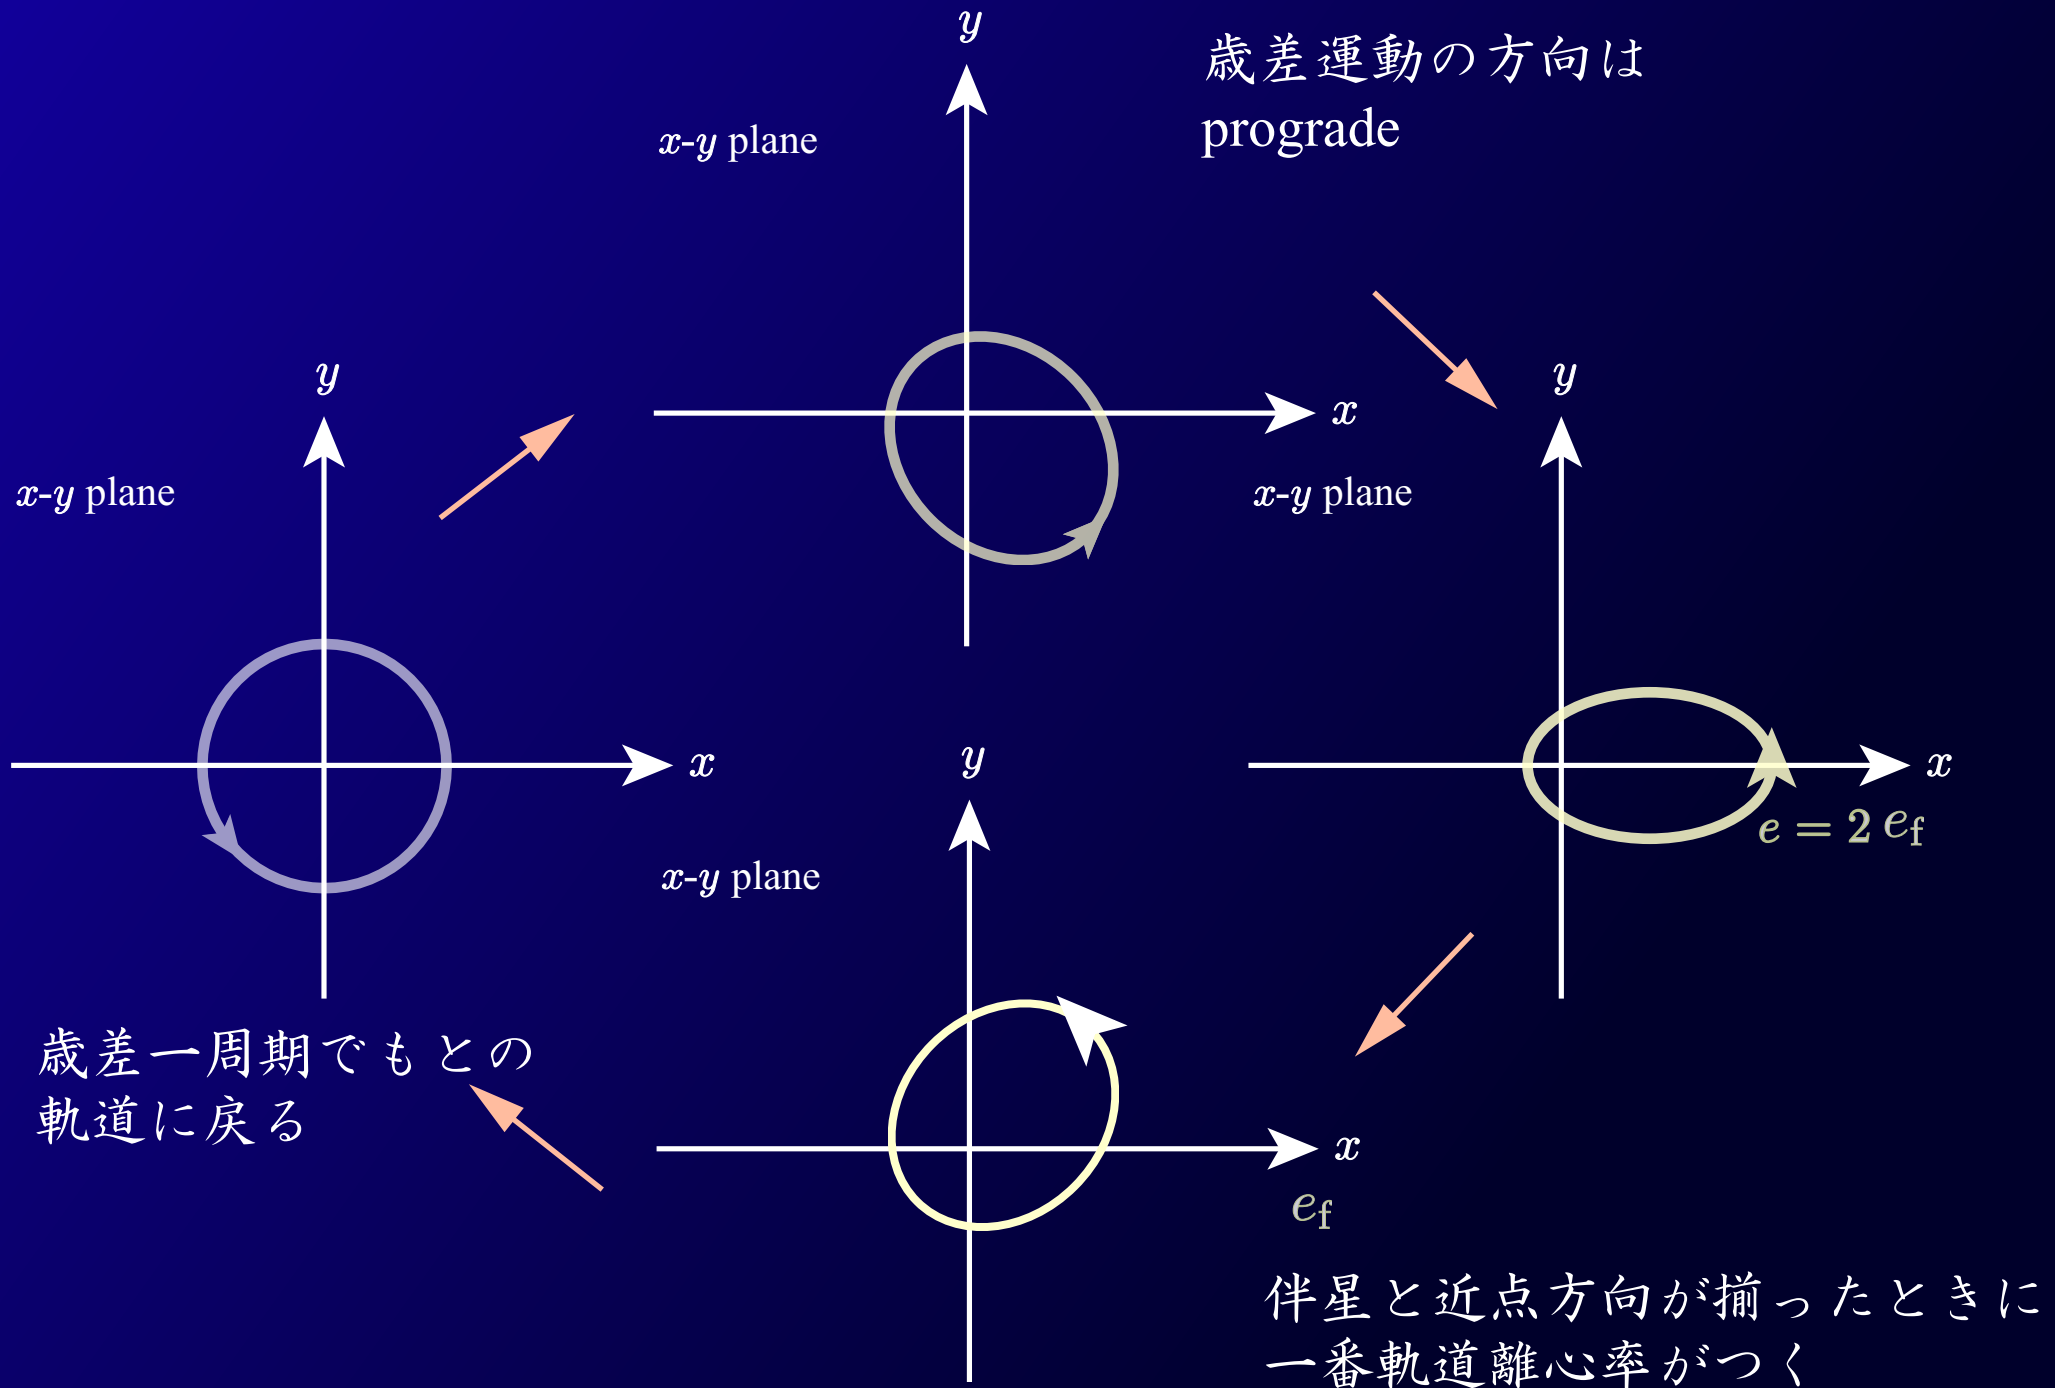 y
歳差運動の方向は
prograde
x-y plane
y
x
y
x-y plane
x-y plane
y
x
x
e = 2 e_f
x-y plane
歳差一周期でもとの
軌道に戻る
x
e_f
伴星と近点方向が揃ったときに
一番軌道離心率がつく